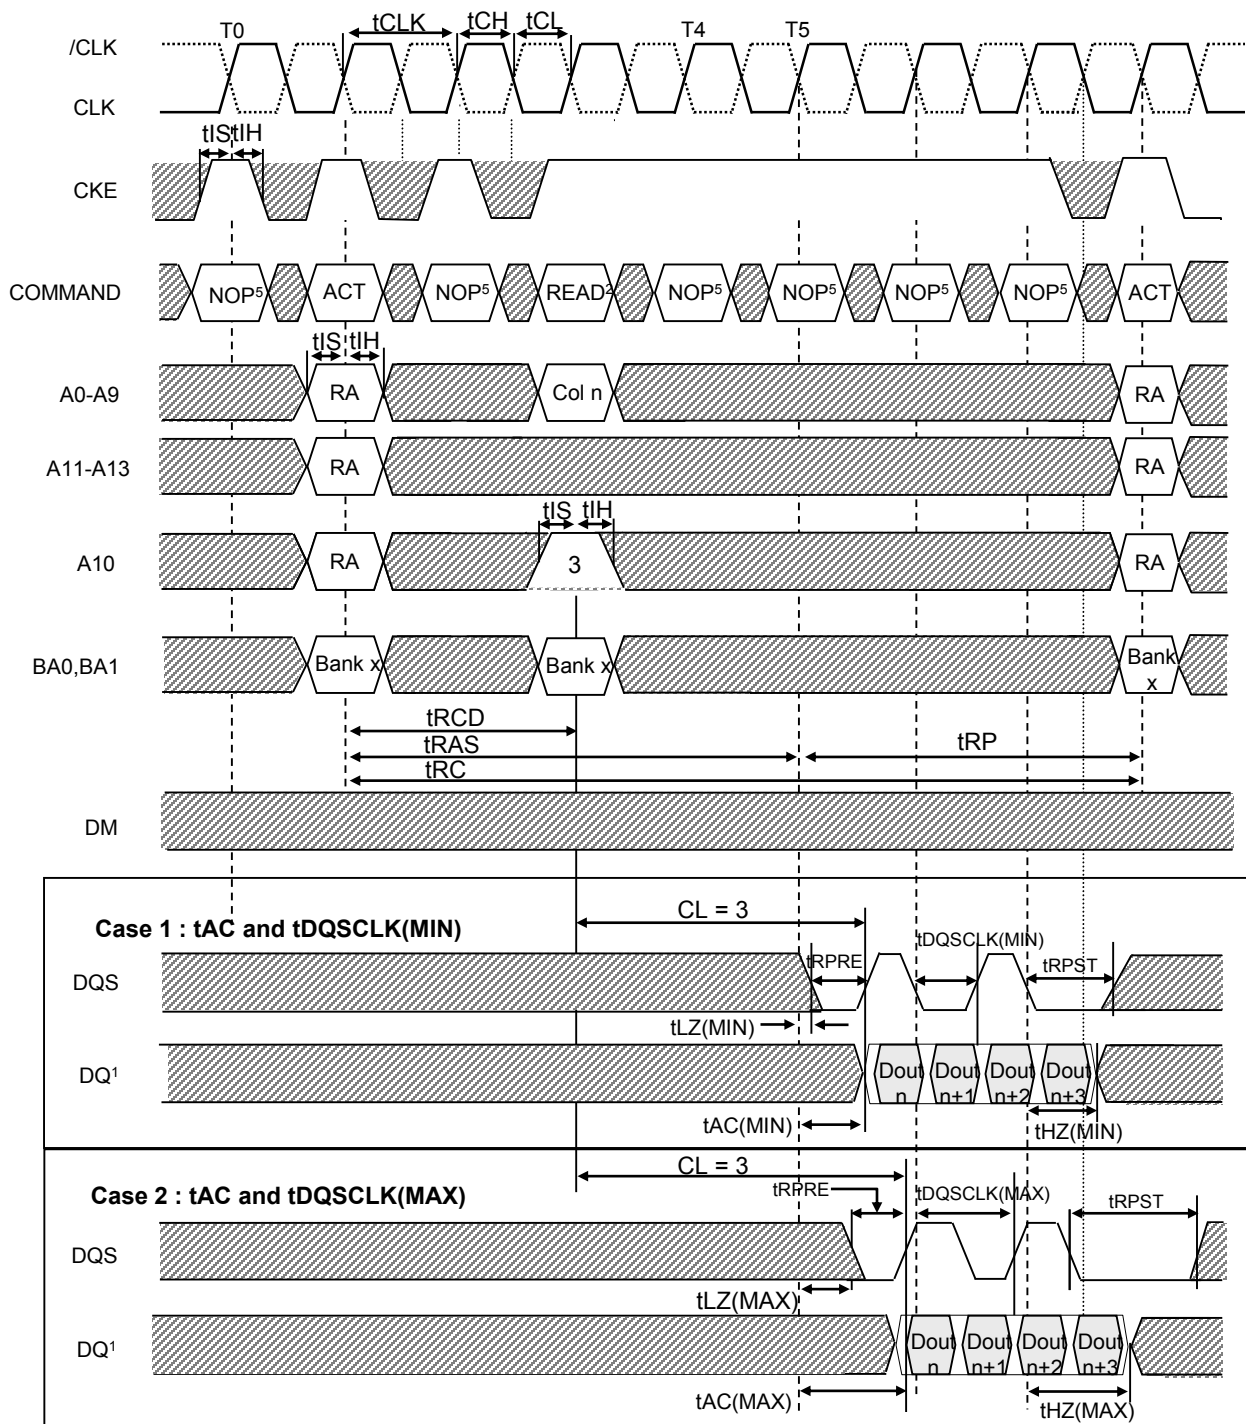 T0 tCLK tCH tCL T4 T5
/CLK
CLK
tIS tIH
CKE
COMMAND NOP5 ACT NOP5 READ2 NOP5 NOP5 NOP5 NOP5 ACT
tIS tIH
A0-A9 RA Col n RA
A11-A13 RA RA
tIS tIH
A10 RA 3 RA
BA0,BA1 Bank x Bank x Bank x
tRCD
tRAS tRP
tRC
DM
CL = 3
Case 1 : tAC and tDQSCLK(MIN) tDQSCLK(MIN)
DQS tRPRE tRPST
tLZ(MIN)
DQ1 Dout n Dout n+1 Dout n+2 Dout n+3
tAC(MIN) tHZ(MIN)
CL = 3
Case 2 : tAC and tDQSCLK(MAX) tRPRE tDQSCLK(MAX) tRPST
DQS
tLZ(MAX)
DQ1 Dout n Dout n+1 Dout n+2 Dout n+3
tAC(MAX) tHZ(MAX)